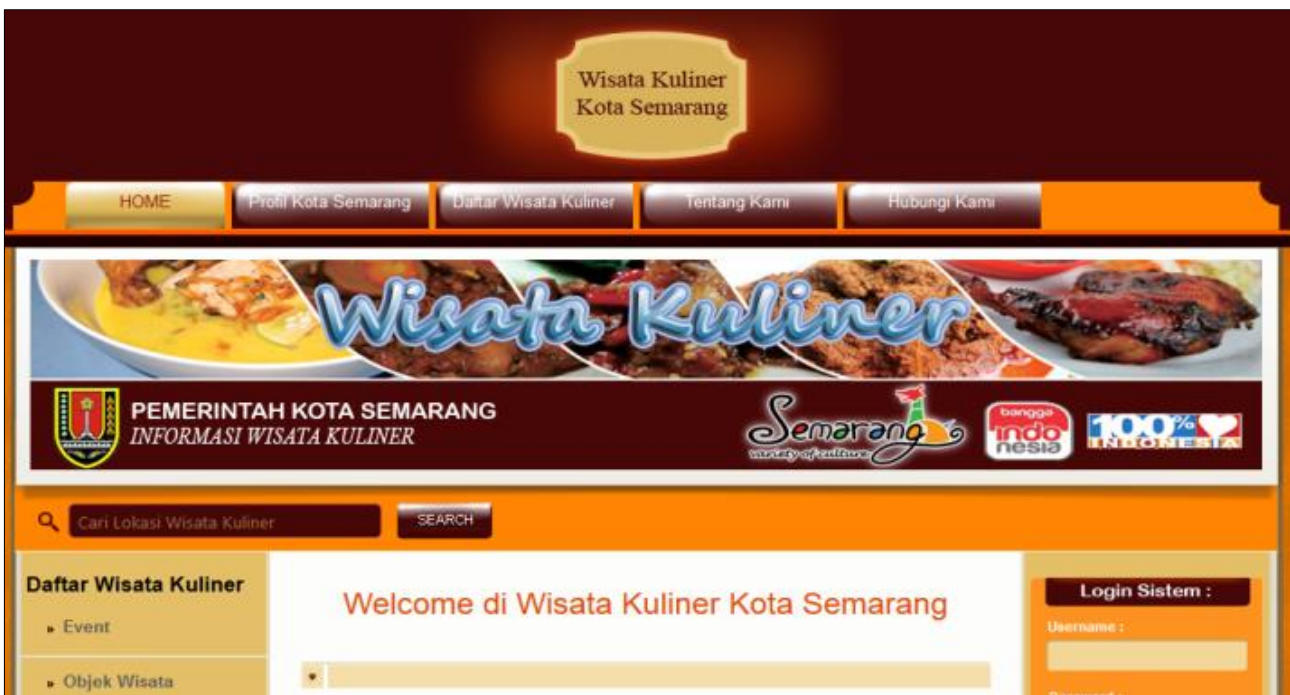 Wisata Kuliner
Kota Semarang
HOME
Profil Kota Semarang
Daftar Wisata Kuliner
Tentang Kami
Hubungi Kami
Wisata Kuliner
PEMERINTAH KOTA SEMARANG
INFORMASI WISATA KULINER
Semarang
variety of culture
bangga
indo
nesia
100%
INDONESIA
Cari Lokasi Wisata Kuliner
SEARCH
Daftar Wisata Kuliner
» Event
» Objek Wisata
Welcome di Wisata Kuliner Kota Semarang
Login Sistem :
Username :